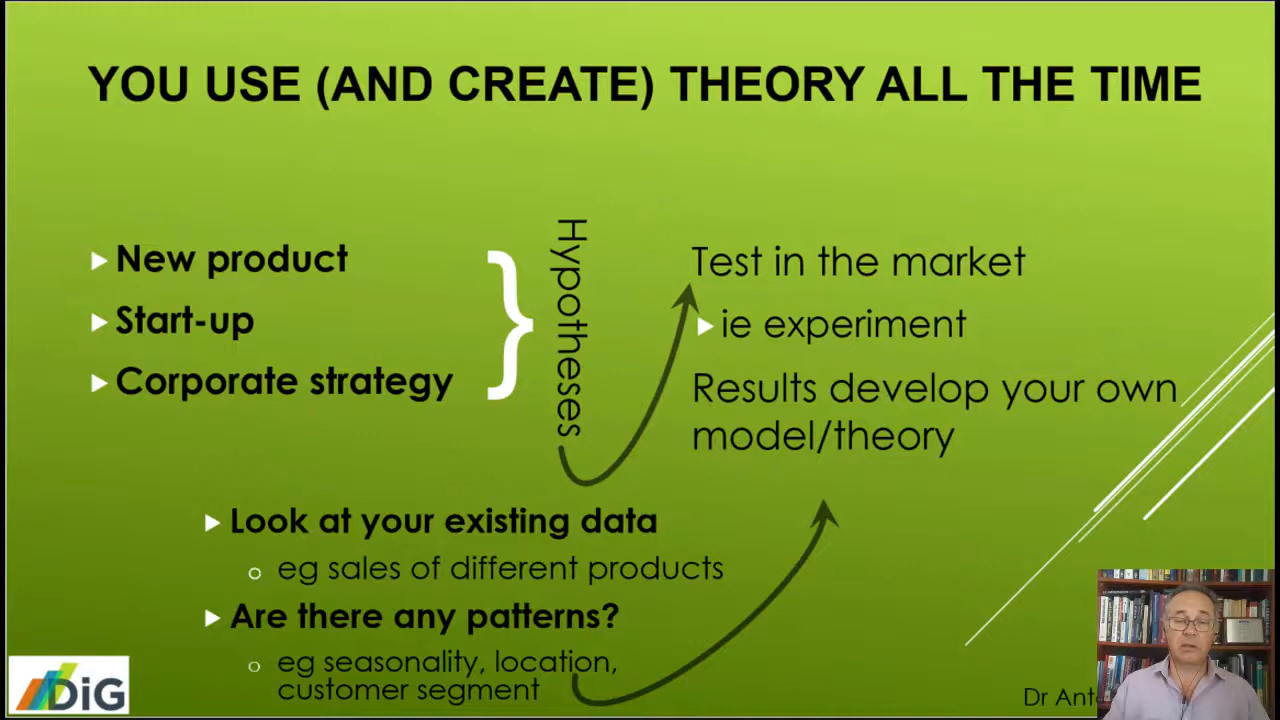 YOU USE (AND CREATE) THEORY ALL THE TIME
New product
Start-up
Corporate strategy
Hypotheses
Test in the market
ie experiment
Results develop your own
model/theory
Look at your existing data
eg sales of different products
Are there any patterns?
eg seasonality, location,
customer segment
DiG
Dr